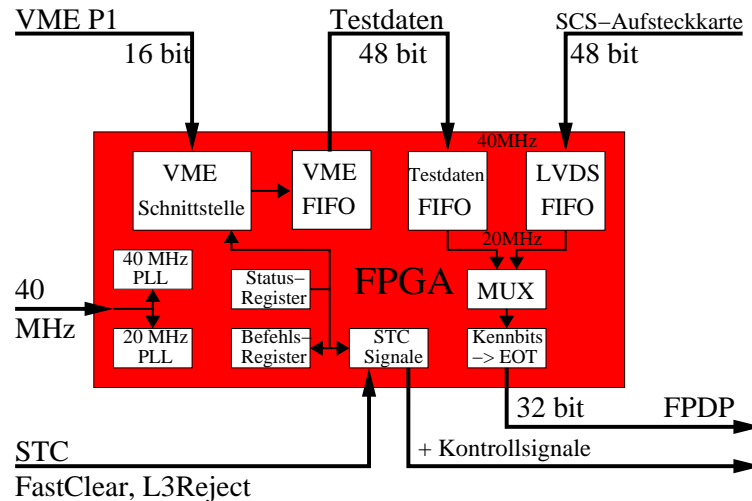 VME P1
16 bit
Testdaten
48 bit
SCS−Aufsteckkarte
48 bit
40MHz
VME
Schnittstelle
VME
FIFO
Testdaten
FIFO
LVDS
FIFO
20MHz
40 MHz
PLL
Status−
Register
FPGA
MUX
40
MHz
20 MHz
PLL
Befehls−
Register
STC
Signale
Kennbits
−> EOT
32 bit
FPDP
STC
+ Kontrollsignale
FastClear, L3Reject